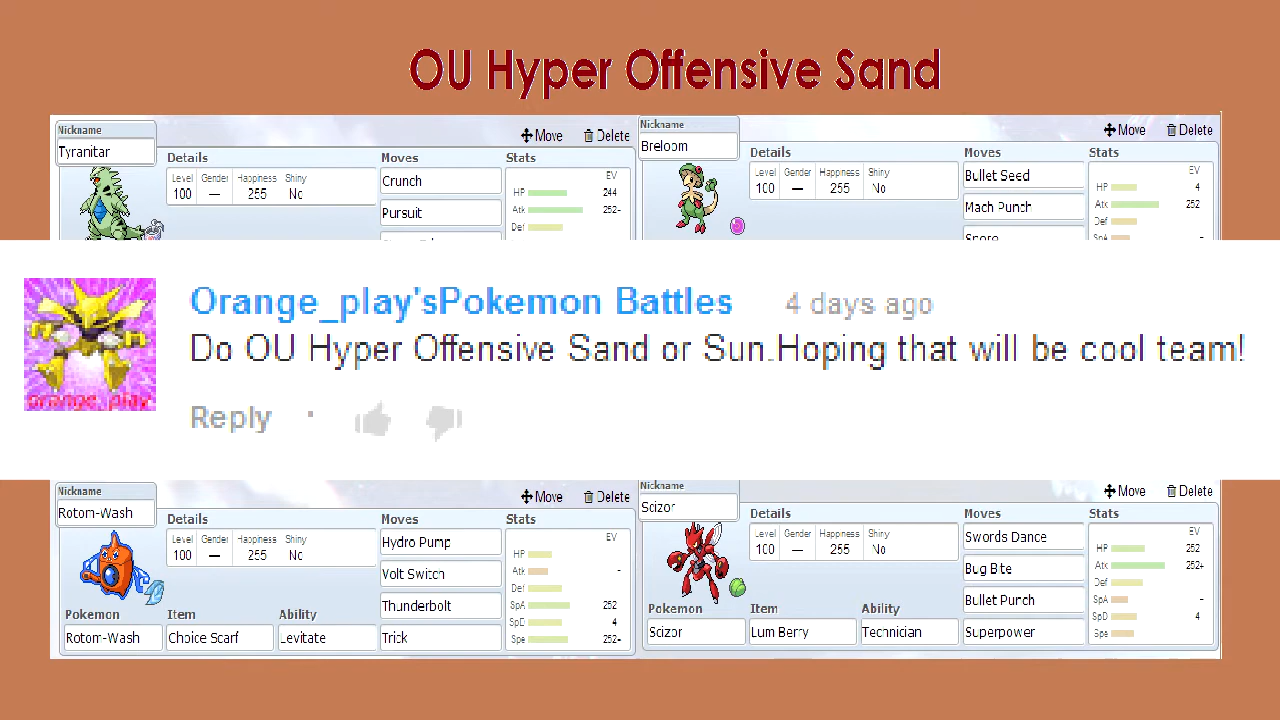 OU Hyper Offensive Sand
Nickname
Tyranitar
Move Delete
Details
Level Gender Happiness Shiny
100 — 255 No
Moves
Crunch
Pursuit
Stats
EV
HP 244
Atk 252-
Def
Nickname
Breloom
Move Delete
Details
Level Gender Happiness Shiny
100 — 255 No
Moves
Bullet Seed
Mach Punch
Spore
Stats
EV
HP 4
Atk 252
Def
SpA -
Orange_play'sPokemon Battles 4 days ago
Do OU Hyper Offensive Sand or Sun.Hoping that will be cool team!
Reply ·
orange_play
Nickname
Rotom-Wash
Move Delete
Details
Level Gender Happiness Shiny
100 — 255 No
Pokemon Item Ability
Rotom-Wash Choice Scarf Levitate
Moves
Hydro Pump
Volt Switch
Thunderbolt
Trick
Stats
EV
HP
Atk -
Def
SpA 252
SpD 4
Spe 252-
Nickname
Scizor
Move Delete
Details
Level Gender Happiness Shiny
100 — 255 No
Pokemon Item Ability
Scizor Lum Berry Technician
Moves
Swords Dance
Bug Bite
Bullet Punch
Superpower
Stats
EV
HP 252
Atk 252+
Def
SpA -
SpD 4
Spe